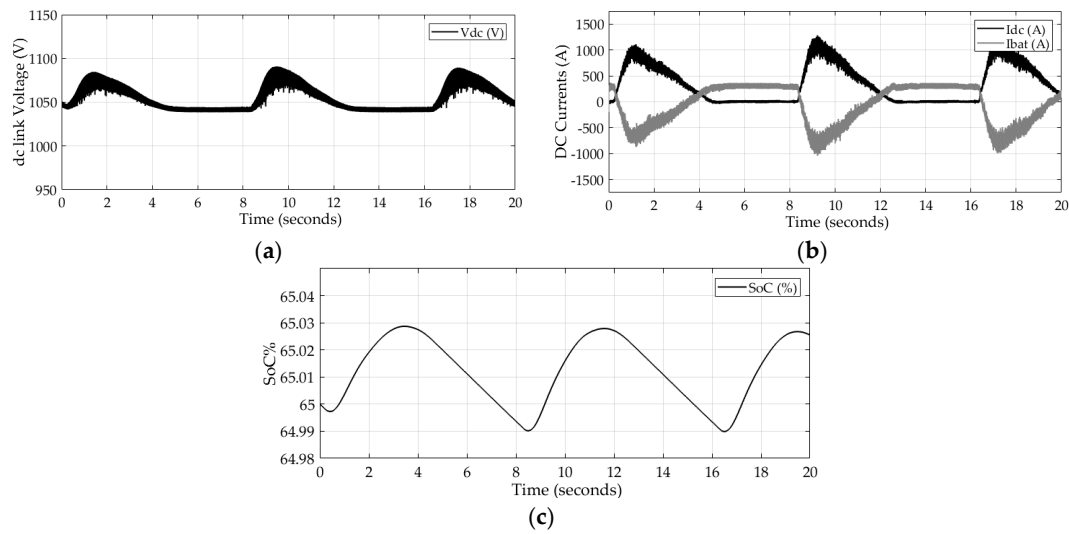 1150
1100
1050
1000
950
dc link Voltage (V)
Vdc (V)
0 2 4 6 8 10 12 14 16 18 20
Time (seconds)
(a)
1500
1000
500
0
-500
-1000
-1500
DC Currents (A)
Idc (A)
Ibat (A)
0 2 4 6 8 10 12 14 16 18 20
Time (seconds)
(b)
65.04
65.03
65.02
65.01
65
64.99
64.98
SoC%
SoC (%)
0 2 4 6 8 10 12 14 16 18 20
Time (seconds)
(c)